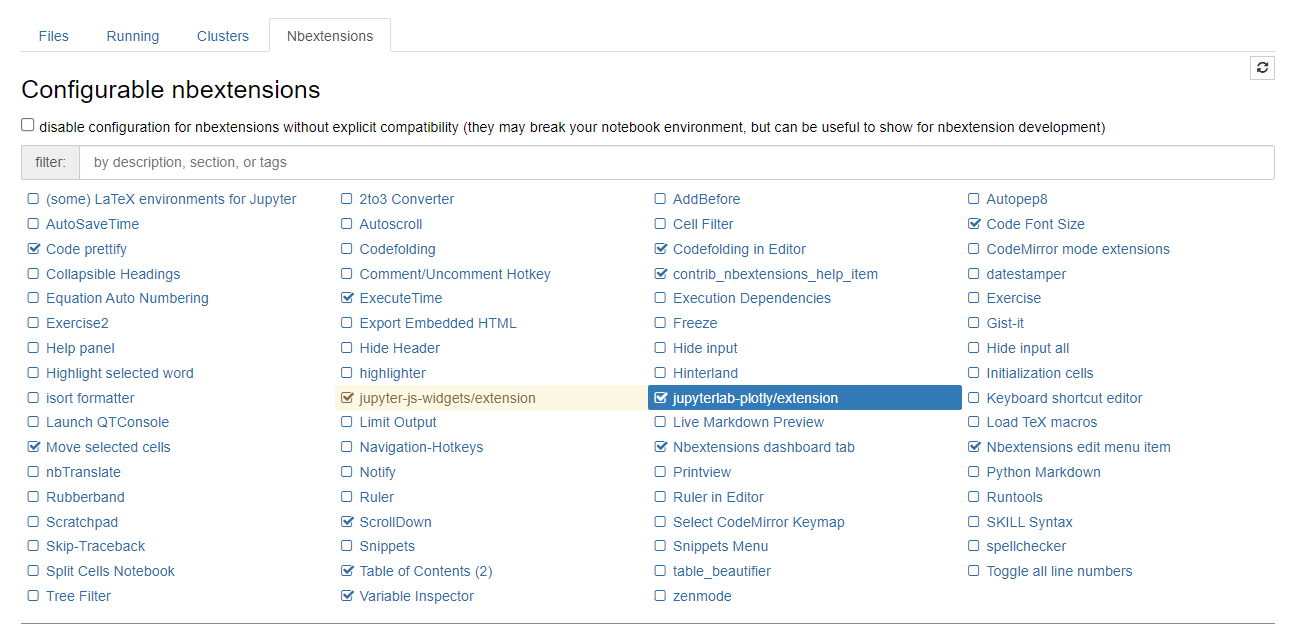 Files Running Clusters Nbextensions
Configurable nbextensions
disable configuration for nbextensions without explicit compatibility (they may break your notebook environment, but can be useful to show for nbextension development)
filter: by description, section, or tags
(some) LaTeX environments for Jupyter 2to3 Converter AddBefore Autopep8
AutoSaveTime Autoscroll Cell Filter Code Font Size
Code prettify Codefolding Codefolding in Editor CodeMirror mode extensions
Collapsible Headings Comment/Uncomment Hotkey contrib_nbextensions_help_item datestamper
Equation Auto Numbering ExecuteTime Execution Dependencies Exercise
Exercise2 Export Embedded HTML Freeze Gist-it
Help panel Hide Header Hide input Hide input all
Highlight selected word highlighter Hinterland Initialization cells
isort formatter jupyter-js-widgets/extension jupyterlab-plotly/extension Keyboard shortcut editor
Launch QTConsole Limit Output Live Markdown Preview Load TeX macros
Move selected cells Navigation-Hotkeys Nbextensions dashboard tab Nbextensions edit menu item
nbTranslate Notify Printview Python Markdown
Rubberband Ruler Ruler in Editor Runtools
Scratchpad ScrollDown Select CodeMirror Keymap SKILL Syntax
Skip-Traceback Snippets Snippets Menu spellchecker
Split Cells Notebook Table of Contents (2) table_beautifier Toggle all line numbers
Tree Filter Variable Inspector zenmode